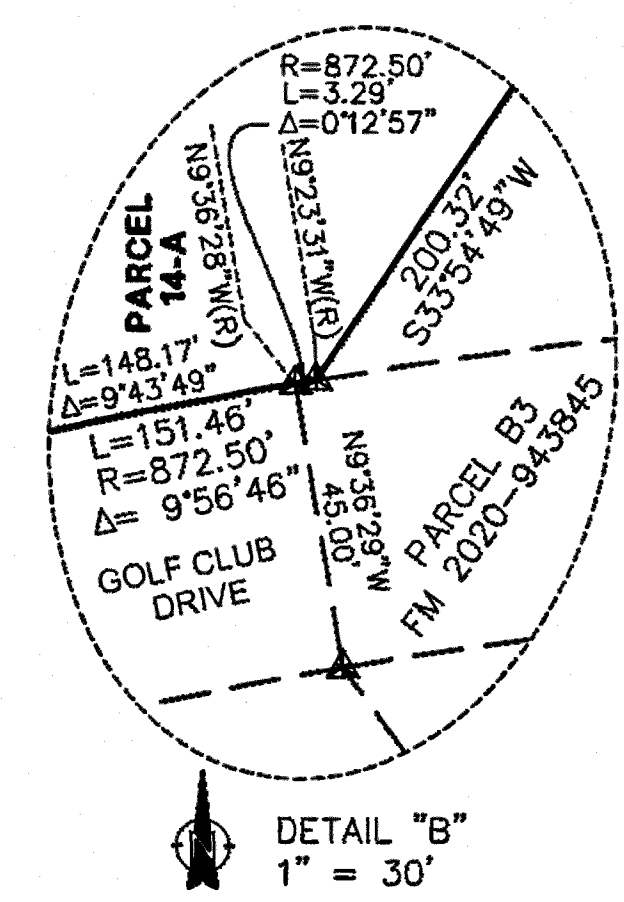 R=872.50'
L=3.29'
Δ=0°12'57"
N9°36'28"W(R)
N9°23'31"W(R)
PARCEL
14-A
200.32'
S33°54'49"W
L=148.17'
Δ=9°43'49"
L=151.46'
R=872.50'
Δ= 9°56'46"
GOLF CLUB
DRIVE
N9°36'29"W
45.00'
PARCEL B3
FM 2020-943845
N
DETAIL "B"
1" = 30'